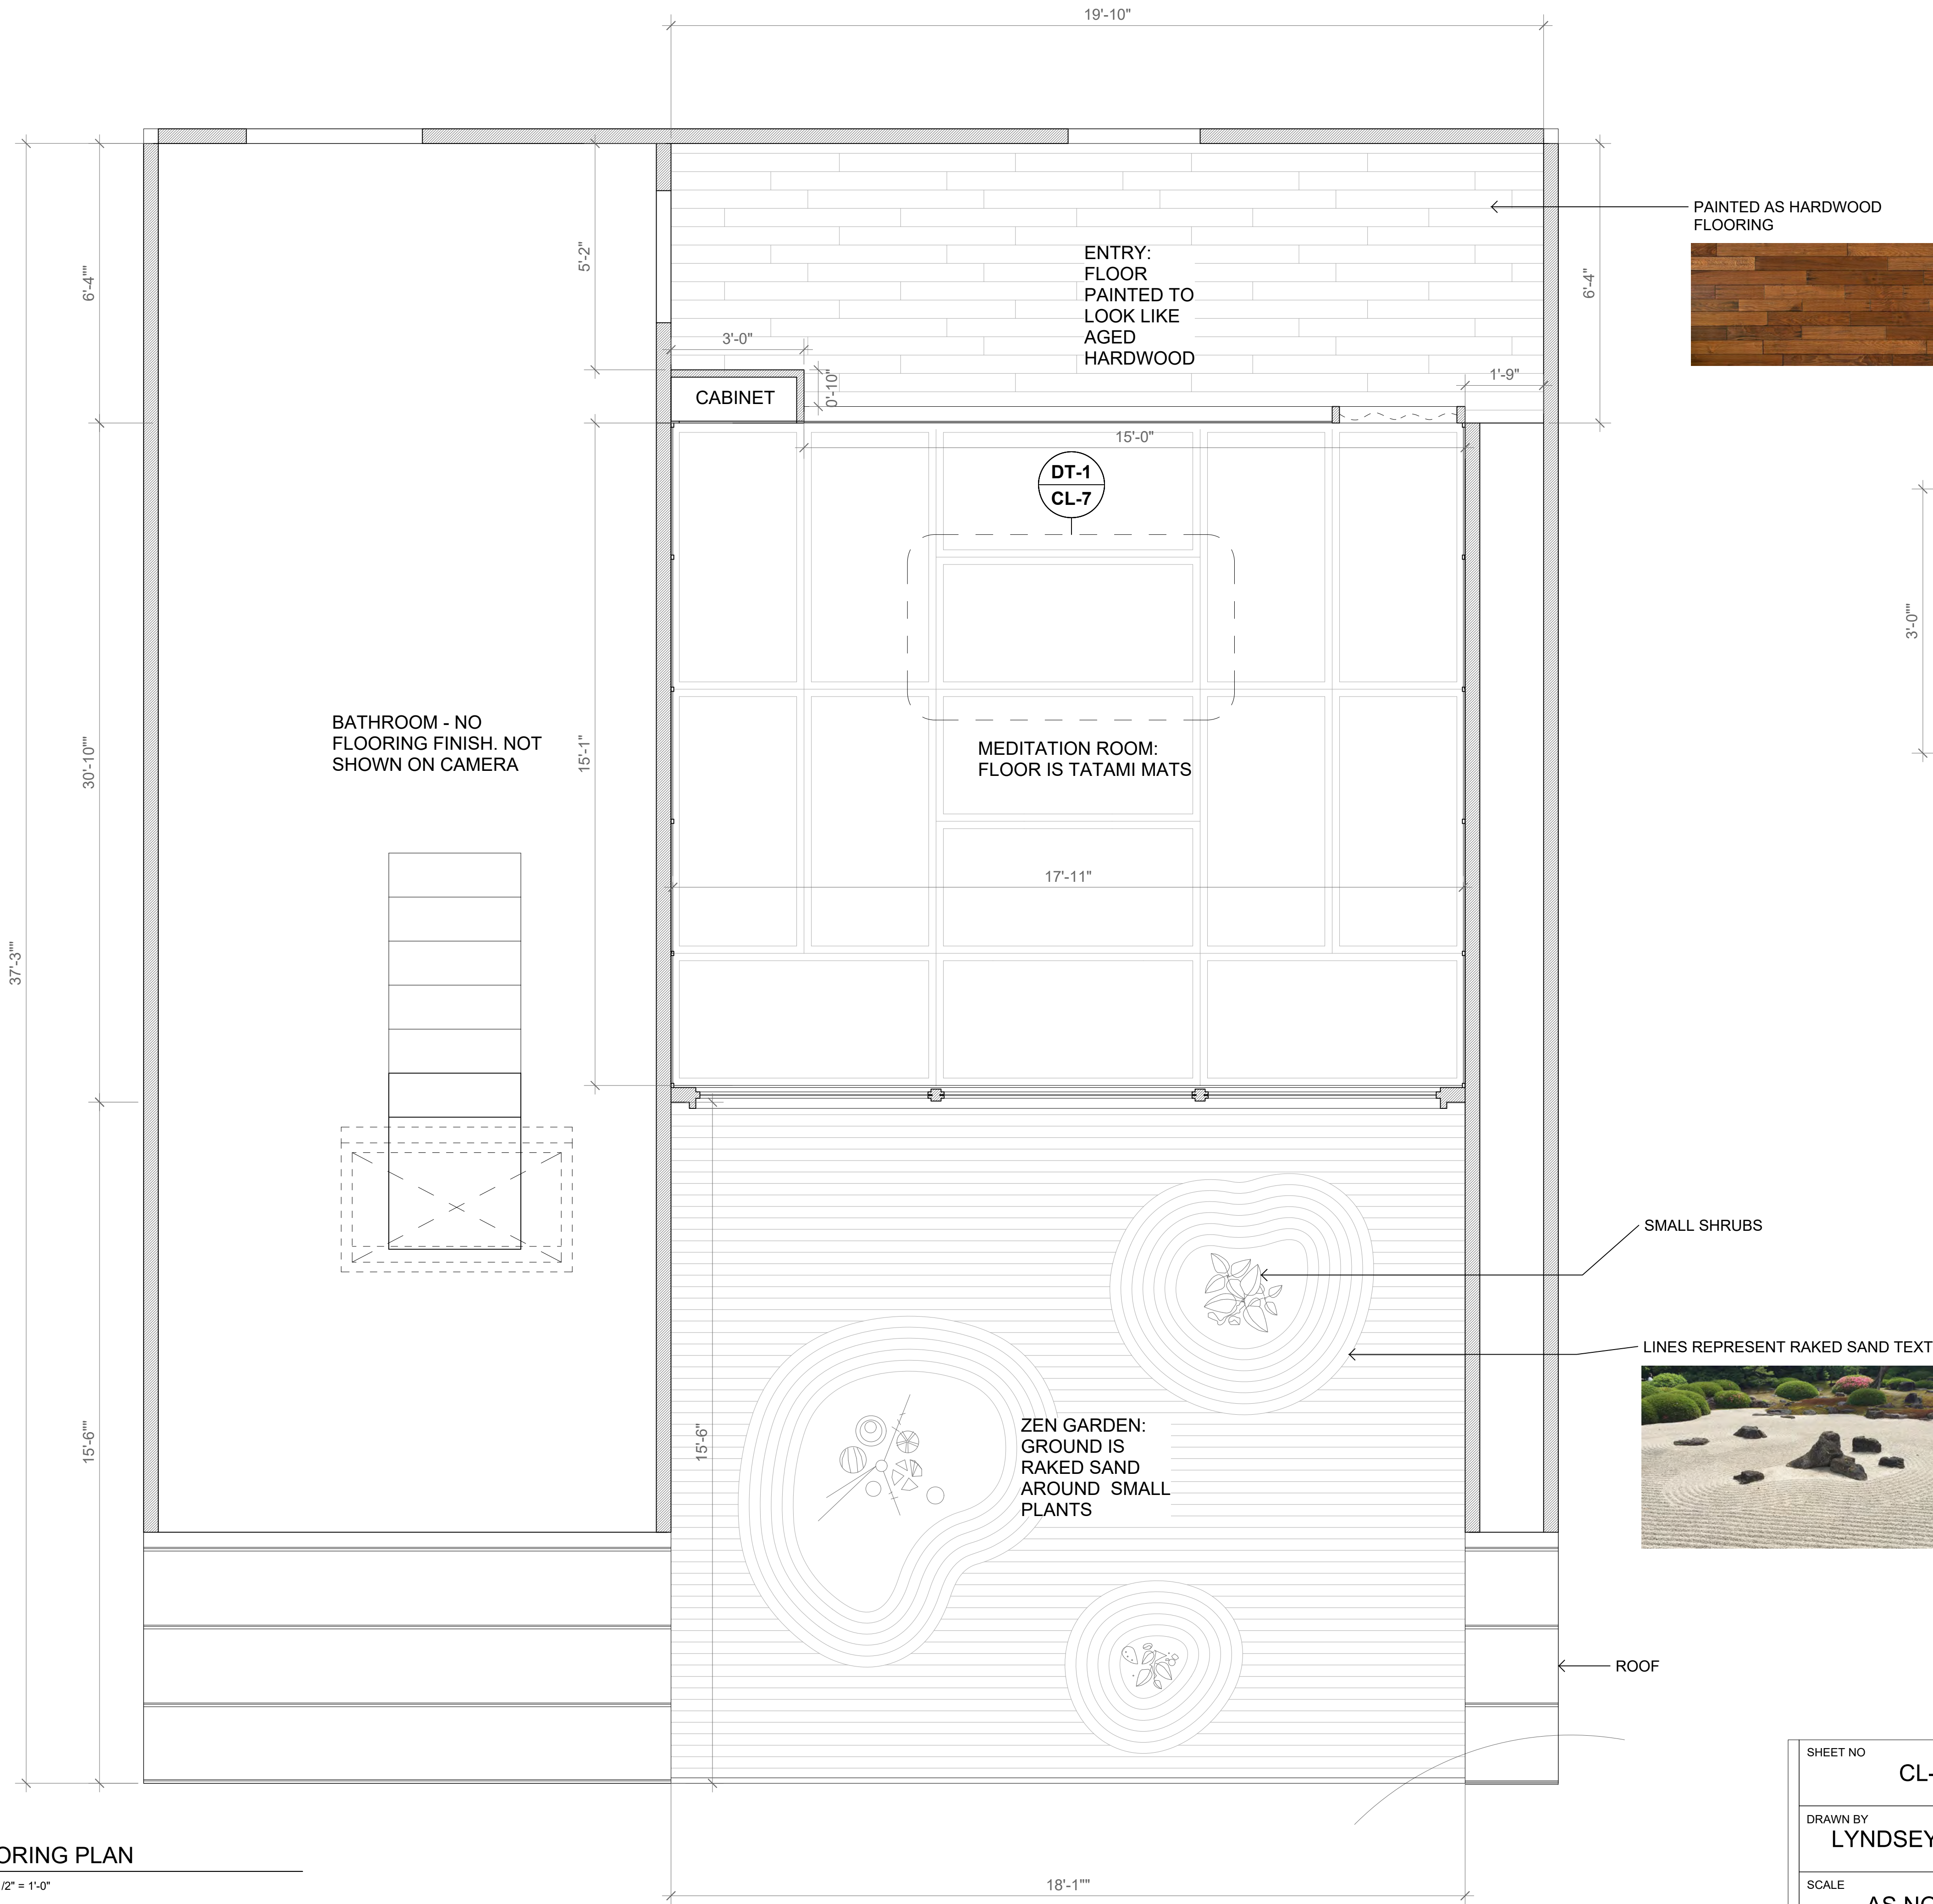 19'-10"
PAINTED AS HARDWOOD
FLOORING
6'-4""
5'-2"
6'-4"
ENTRY:
FLOOR
PAINTED TO
LOOK LIKE
AGED
HARDWOOD
3'-0"
0'-10"
1'-9"
CABINET
15'-0"
DT-1
CL-7
3'-0""
BATHROOM - NO
FLOORING FINISH. NOT
SHOWN ON CAMERA
30'-10""
15'-1"
MEDITATION ROOM:
FLOOR IS TATAMI MATS
17'-11"
37'-3""
SMALL SHRUBS
LINES REPRESENT RAKED SAND TEXT
15'-6""
15'-6"
ZEN GARDEN:
GROUND IS
RAKED SAND
AROUND  SMALL
PLANTS
ROOF
SHEET NO
CL-
DRAWN BY
LYNDSEY
SCALE
AS NO
ORING PLAN
/2" = 1'-0"
18'-1""